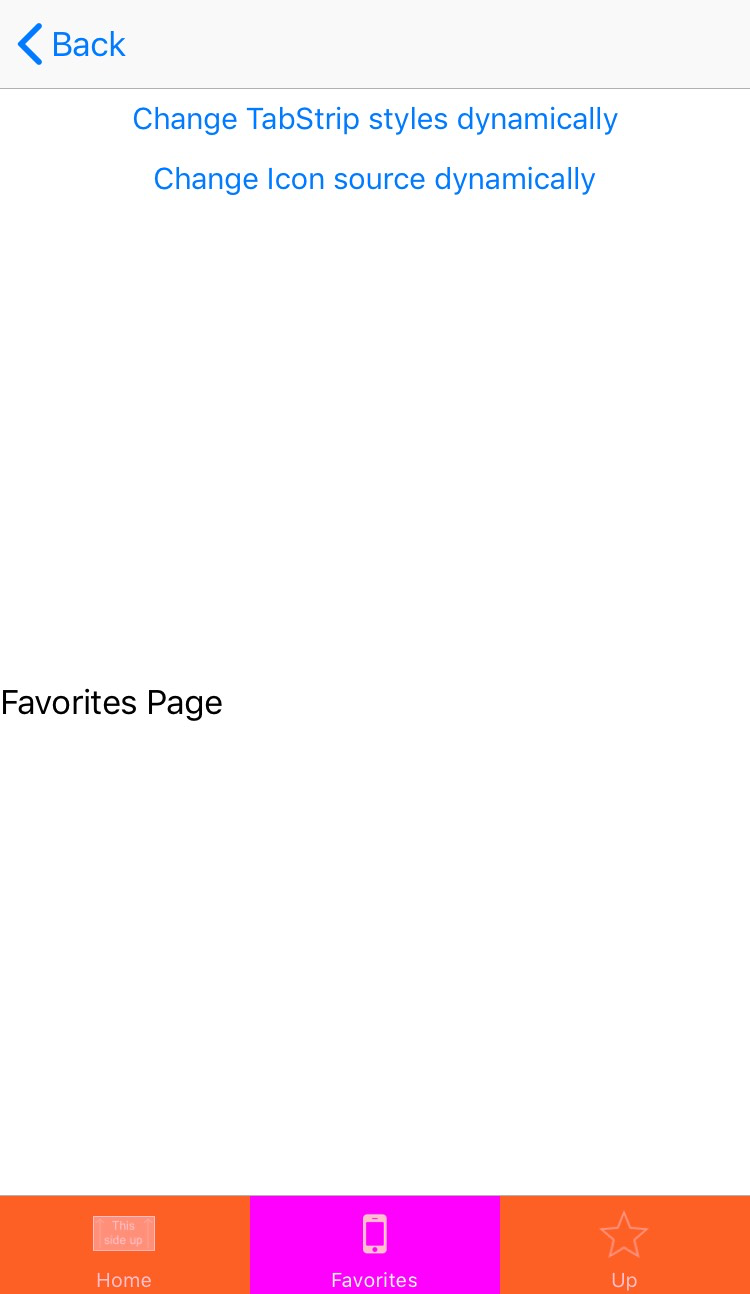 Back
Change TabStrip styles dynamically
Change Icon source dynamically
Favorites Page
This
side up
Home
Favorites
Up